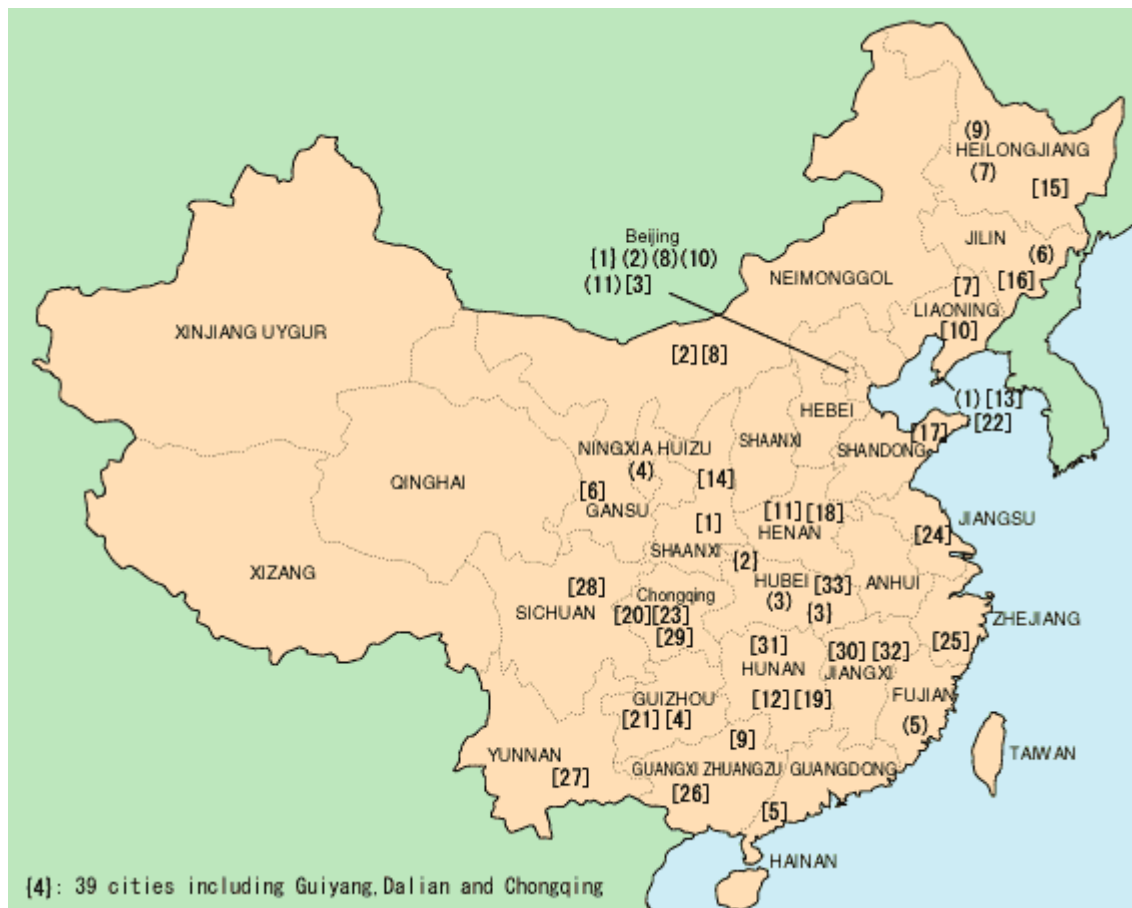 (9)
HEILONGJIANG
(7)
[15]
Beijing
{1} (2) (8) (10)
(11) [3]
JILIN
(6)
NEIMONGGOL
[7] [16]
LIAONING
[10]
XINJIANG UYGUR
[2] [8]
(1) [13]
[22]
HEBEI
[17]
NINGXIA HUIZU
SHAANXI
SHANDONG
(4)
[14]
QINGHAI
[6]
GANSU
[11] [18]
JIANGSU
[1]
HENAN
[24]
SHAANXI
{2}
XIZANG
[28]
HUBEI [33]
ANHUI
Chongqing
(3)
SICHUAN
[20] [23]
{3}
ZHEJIANG
[29]
[31]
[30] [32]
[25]
HUNAN
JIANGXI
GUIZHOU
[12] [19]
FUJIAN
[21] [4]
(5)
[9]
YUNNAN
TAIWAN
[27]
GUANGXI ZHUANGZU
GUANGDONG
[26]
[5]
HAINAN
{4}: 39 cities including Guiyang, Dalian and Chongqing